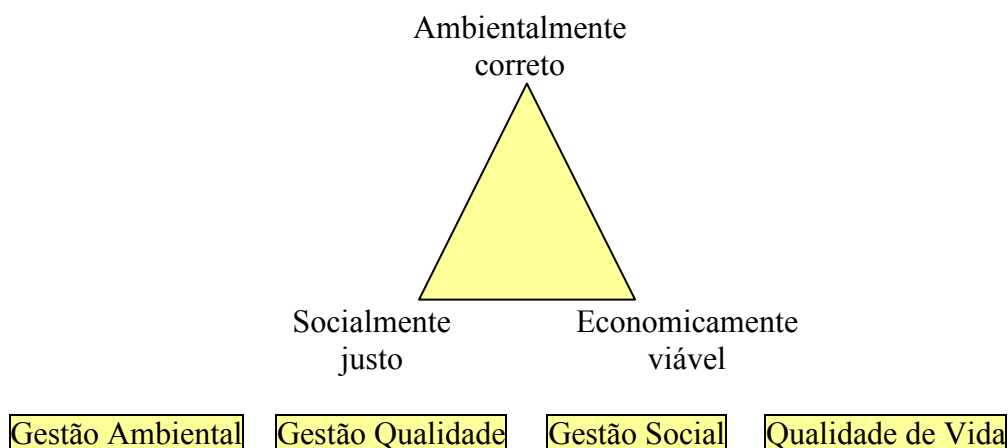 Ambientalmente
correto
Socialmente
justo
Economicamente
viável
Gestão Ambiental
Gestão Qualidade
Gestão Social
Qualidade de Vida